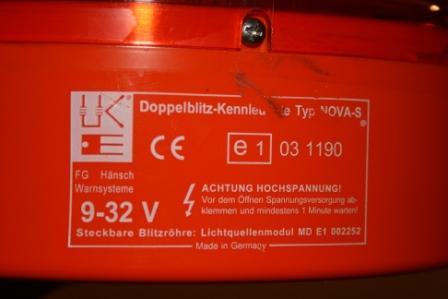 Doppelblitz-Kennleu te Typ NOVA-S
CE e 1 03 1190
FG Hänsch
Warnsysteme
9-32 V
ACHTUNG HOCHSPANNUNG!
Vor dem Öffnen Spannungsversorgung ab-
klemmen und mindestens 1 Minute warten!
Steckbare Blitzröhre: Lichtquellenmodul MD E1 002252
Made in Germany